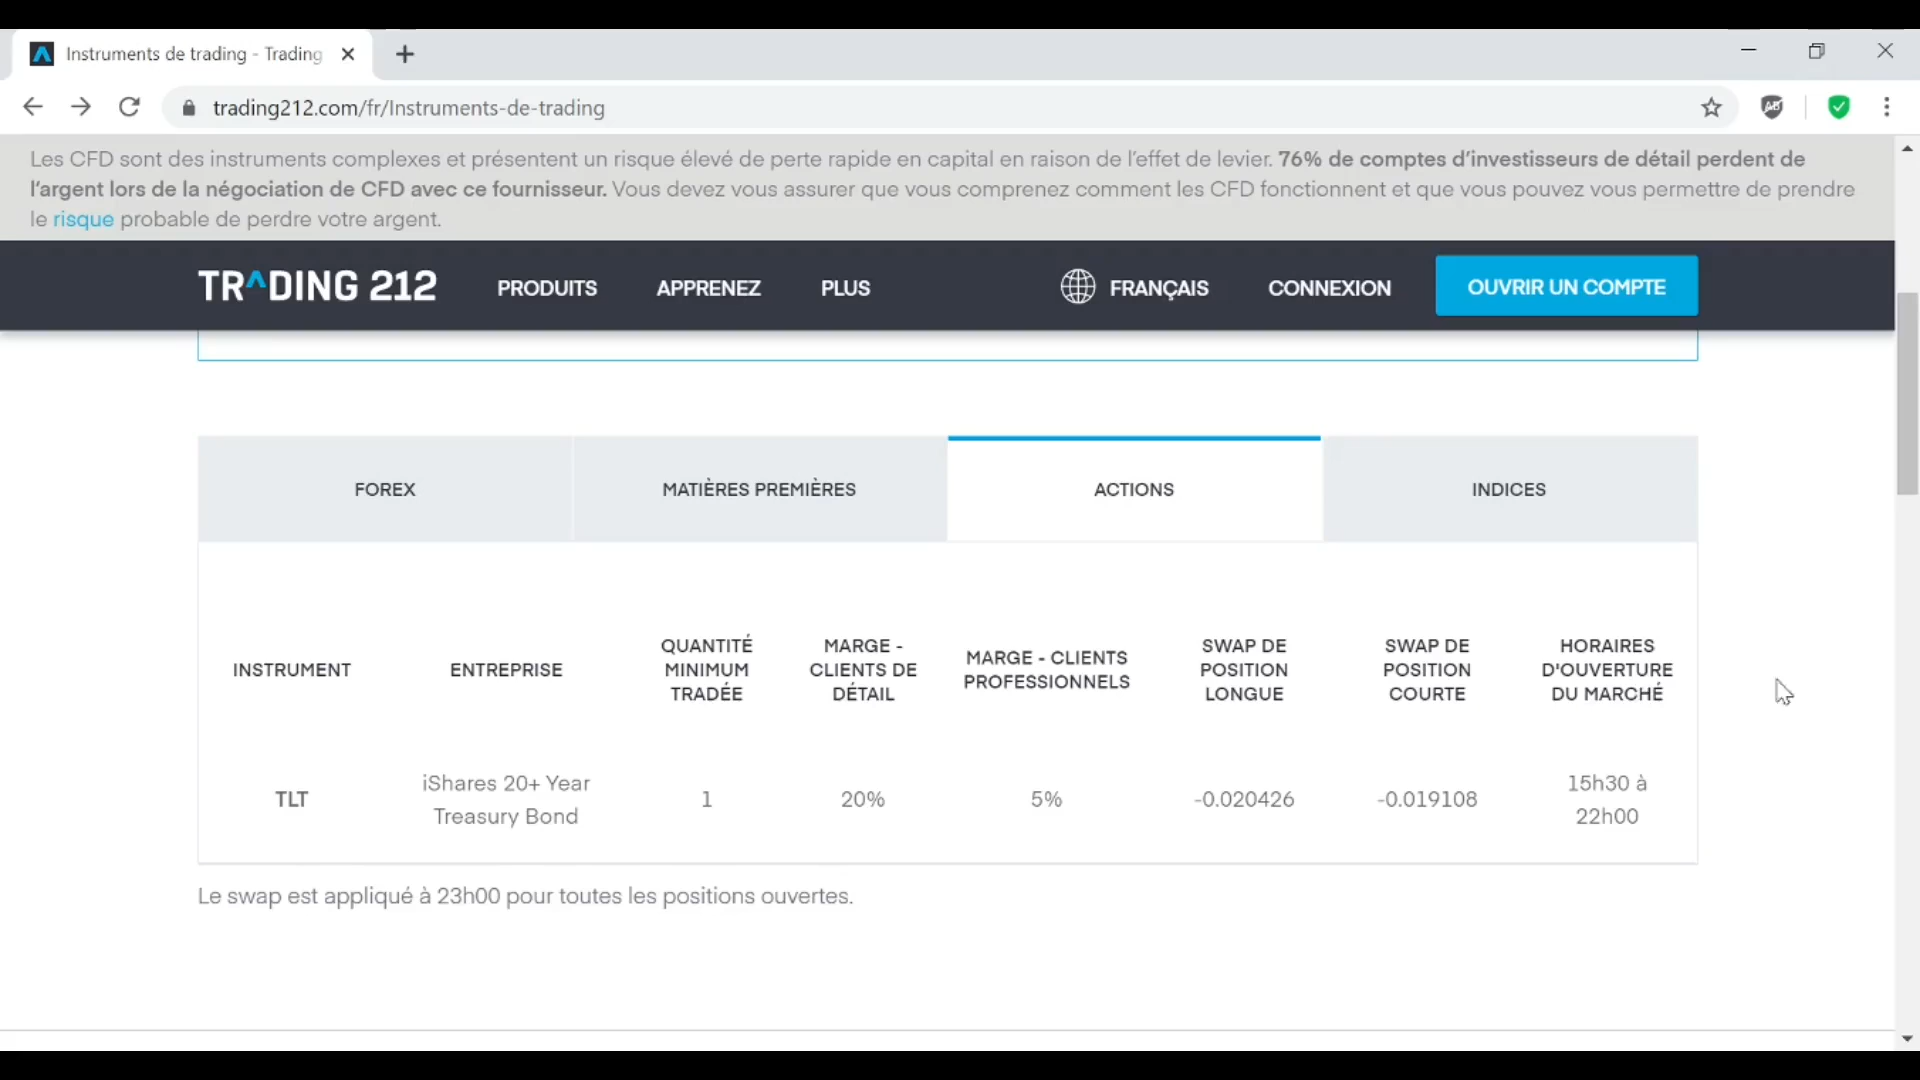 Instruments de trading - Trading
trading212.com/fr/Instruments-de-trading
Les CFD sont des instruments complexes et présentent un risque élevé de perte rapide en capital en raison de l'effet de levier. 76% de comptes d'investisseurs de détail perdent de
l'argent lors de la négociation de CFD avec ce fournisseur. Vous devez vous assurer que vous comprenez comment les CFD fonctionnent et que vous pouvez vous permettre de prendre
le risque probable de perdre votre argent.
TRADING 212 PRODUITS APPRENEZ PLUS FRANÇAIS CONNEXION OUVRIR UN COMPTE
FOREX MATIÈRES PREMIÈRES ACTIONS INDICES
INSTRUMENT
ENTREPRISE
QUANTITÉ
MINIMUM
TRADÉE
MARGE -
CLIENTS DE
DÉTAIL
MARGE - CLIENTS
PROFESSIONNELS
SWAP DE
POSITION
LONGUE
SWAP DE
POSITION
COURTE
HORAIRES
D'OUVERTURE
DU MARCHÉ
TLT
iShares 20+ Year
Treasury Bond
1
20%
5%
-0.020426
-0.019108
15h30 à
22h00
Le swap est appliqué à 23h00 pour toutes les positions ouvertes.